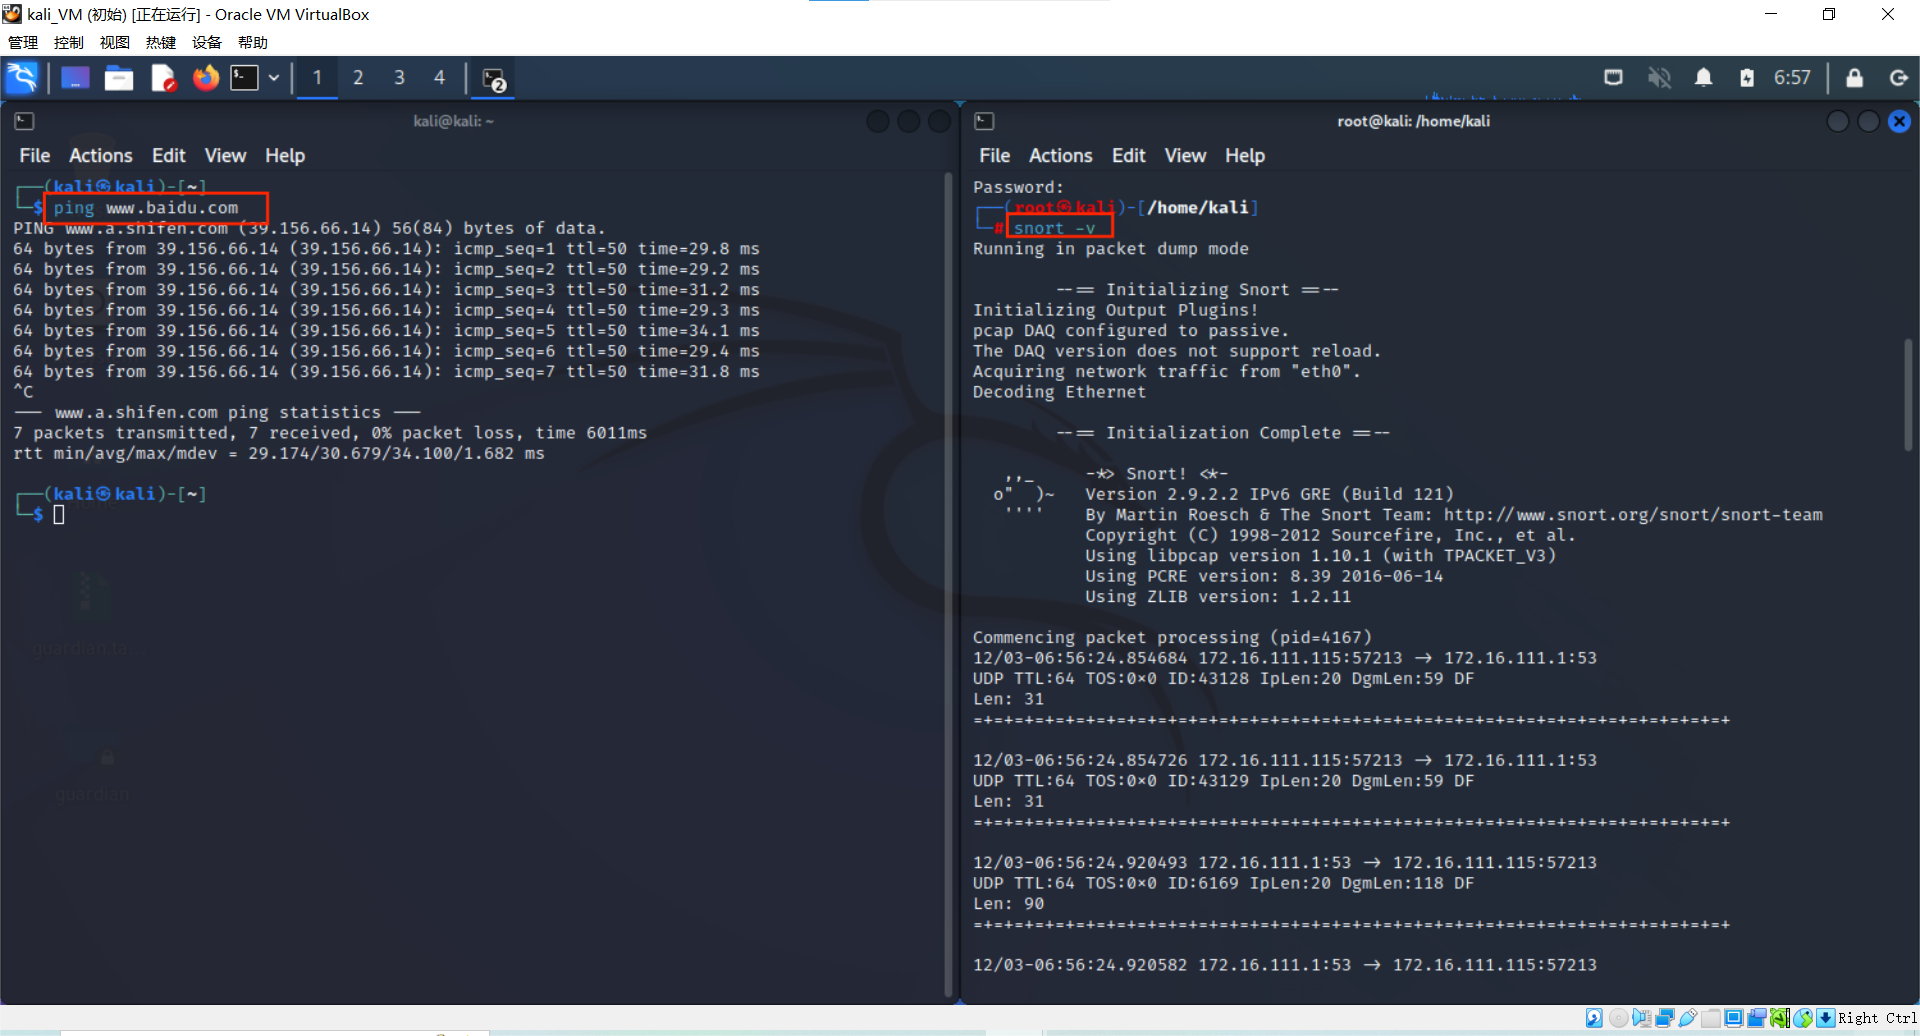 kali_VM (初始) [正在运行] - Oracle VM VirtualBox
管理 控制 视图 热键 设备 帮助
1 2 3 4 2 6:57
kali@kali: ~
File Actions Edit View Help
┌──(kali㉿kali)-[~]
└─$ ping www.baidu.com
PING www.a.shifen.com (39.156.66.14) 56(84) bytes of data.
64 bytes from 39.156.66.14 (39.156.66.14): icmp_seq=1 ttl=50 time=29.8 ms
64 bytes from 39.156.66.14 (39.156.66.14): icmp_seq=2 ttl=50 time=29.2 ms
64 bytes from 39.156.66.14 (39.156.66.14): icmp_seq=3 ttl=50 time=31.2 ms
64 bytes from 39.156.66.14 (39.156.66.14): icmp_seq=4 ttl=50 time=29.3 ms
64 bytes from 39.156.66.14 (39.156.66.14): icmp_seq=5 ttl=50 time=34.1 ms
64 bytes from 39.156.66.14 (39.156.66.14): icmp_seq=6 ttl=50 time=29.4 ms
64 bytes from 39.156.66.14 (39.156.66.14): icmp_seq=7 ttl=50 time=31.8 ms
^C
--- www.a.shifen.com ping statistics ---
7 packets transmitted, 7 received, 0% packet loss, time 6011ms
rtt min/avg/max/mdev = 29.174/30.679/34.100/1.682 ms
┌──(kali㉿kali)-[~]
└─$
guardian.ta...
guardian
root@kali: /home/kali
File Actions Edit View Help
Password:
┌──(root㉿kali)-[/home/kali]
└─# snort -v
Running in packet dump mode
--== Initializing Snort ==--
Initializing Output Plugins!
pcap DAQ configured to passive.
The DAQ version does not support reload.
Acquiring network traffic from "eth0".
Decoding Ethernet
--== Initialization Complete ==--
,,_ -*> Snort! <*-
o" )~ Version 2.9.2.2 IPv6 GRE (Build 121)
'''' By Martin Roesch & The Snort Team: http://www.snort.org/snort/snort-team
Copyright (C) 1998-2012 Sourcefire, Inc., et al.
Using libpcap version 1.10.1 (with TPACKET_V3)
Using PCRE version: 8.39 2016-06-14
Using ZLIB version: 1.2.11
Commencing packet processing (pid=4167)
12/03-06:56:24.854684 172.16.111.115:57213 -> 172.16.111.1:53
UDP TTL:64 TOS:0x0 ID:43128 IpLen:20 DgmLen:59 DF
Len: 31
=+=+=+=+=+=+=+=+=+=+=+=+=+=+=+=+=+=+=+=+=+=+=+=+=+=+=+=+=+=+=+=+=+=+=+=+=+
12/03-06:56:24.854726 172.16.111.115:57213 -> 172.16.111.1:53
UDP TTL:64 TOS:0x0 ID:43129 IpLen:20 DgmLen:59 DF
Len: 31
=+=+=+=+=+=+=+=+=+=+=+=+=+=+=+=+=+=+=+=+=+=+=+=+=+=+=+=+=+=+=+=+=+=+=+=+=+
12/03-06:56:24.920493 172.16.111.1:53 -> 172.16.111.115:57213
UDP TTL:64 TOS:0x0 ID:6169 IpLen:20 DgmLen:118 DF
Len: 90
=+=+=+=+=+=+=+=+=+=+=+=+=+=+=+=+=+=+=+=+=+=+=+=+=+=+=+=+=+=+=+=+=+=+=+=+=+
12/03-06:56:24.920582 172.16.111.1:53 -> 172.16.111.115:57213
Right Ctrl